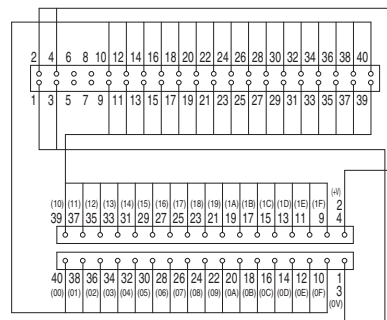 2 4 6 8 10 12 14 16 18 20 22 24 26 28 30 32 34 36 38 40
1 3 5 7 9 11 13 15 17 19 21 23 25 27 29 31 33 35 37 39
(10) (11) (12) (13) (14) (15) (16) (17) (18) (19) (1A) (1B) (1C) (1D) (1E) (1F) (+V)
2
39 37 35 33 31 29 27 25 23 21 19 17 15 13 11 9 4
40 38 36 34 32 30 28 26 24 22 20 18 16 14 12 10 1
(00) (01) (02) (03) (04) (05) (06) (07) (08) (09) (0A) (0B) (0C) (0D) (0E) (0F) 3
(0V)